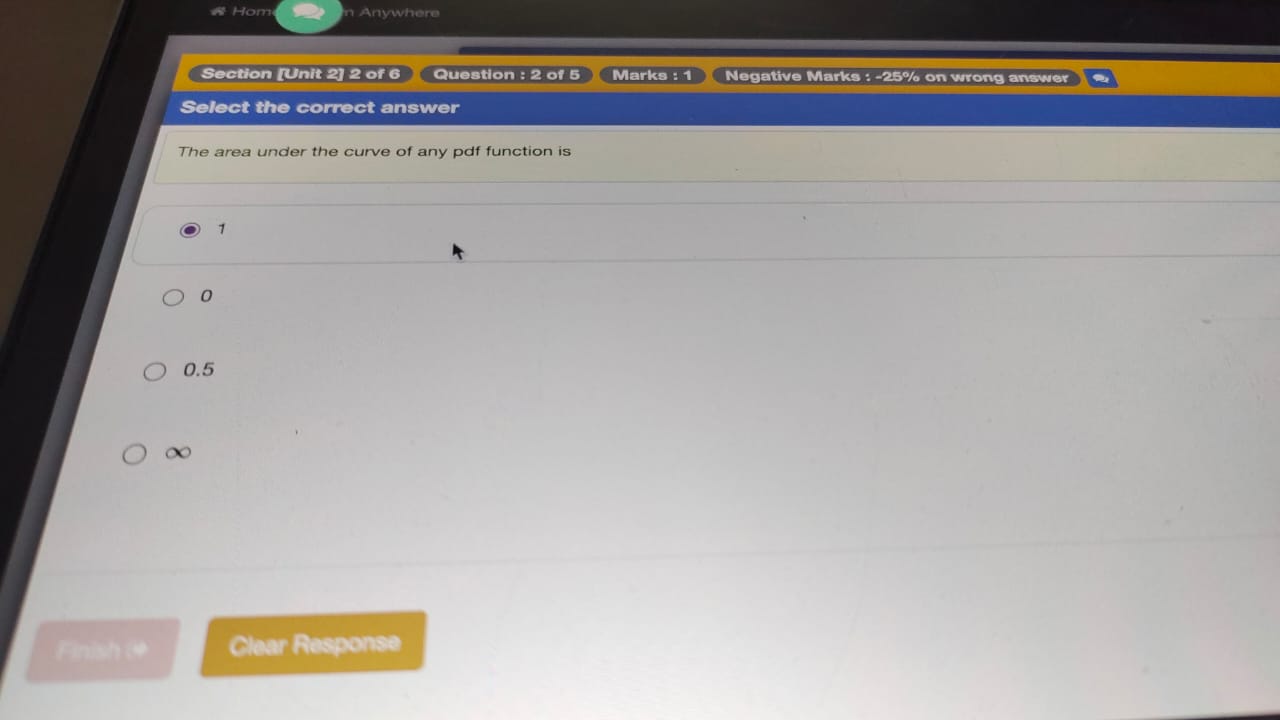 Home
n Anywhere
Section [Unit 2] 2 of 6 Question : 2 of 5 Marks : 1 Negative Marks : -25% on wrong answer
Select the correct answer
The area under the curve of any pdf function is
1
0
0.5
∞
Finish
Clear Response